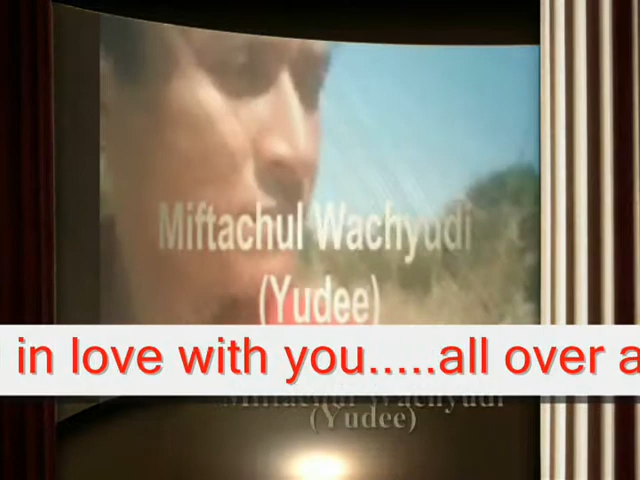 Miftachul Wachyudi
(Yudee)
in love with you.....all over a
Miftachul Wachyudi
(Yudee)